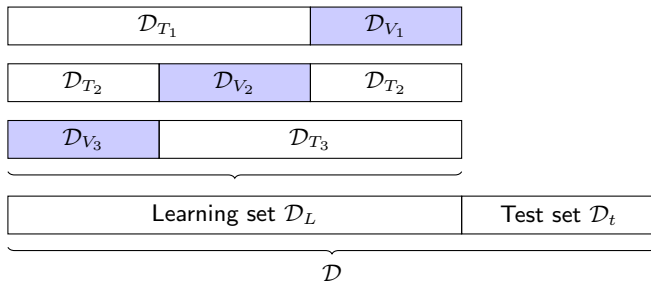 𝒟_{T_1} 𝒟_{V_1}
𝒟_{T_2} 𝒟_{V_2} 𝒟_{T_2}
𝒟_{V_3} 𝒟_{T_3}
Learning set 𝒟_L Test set 𝒟_t
𝒟